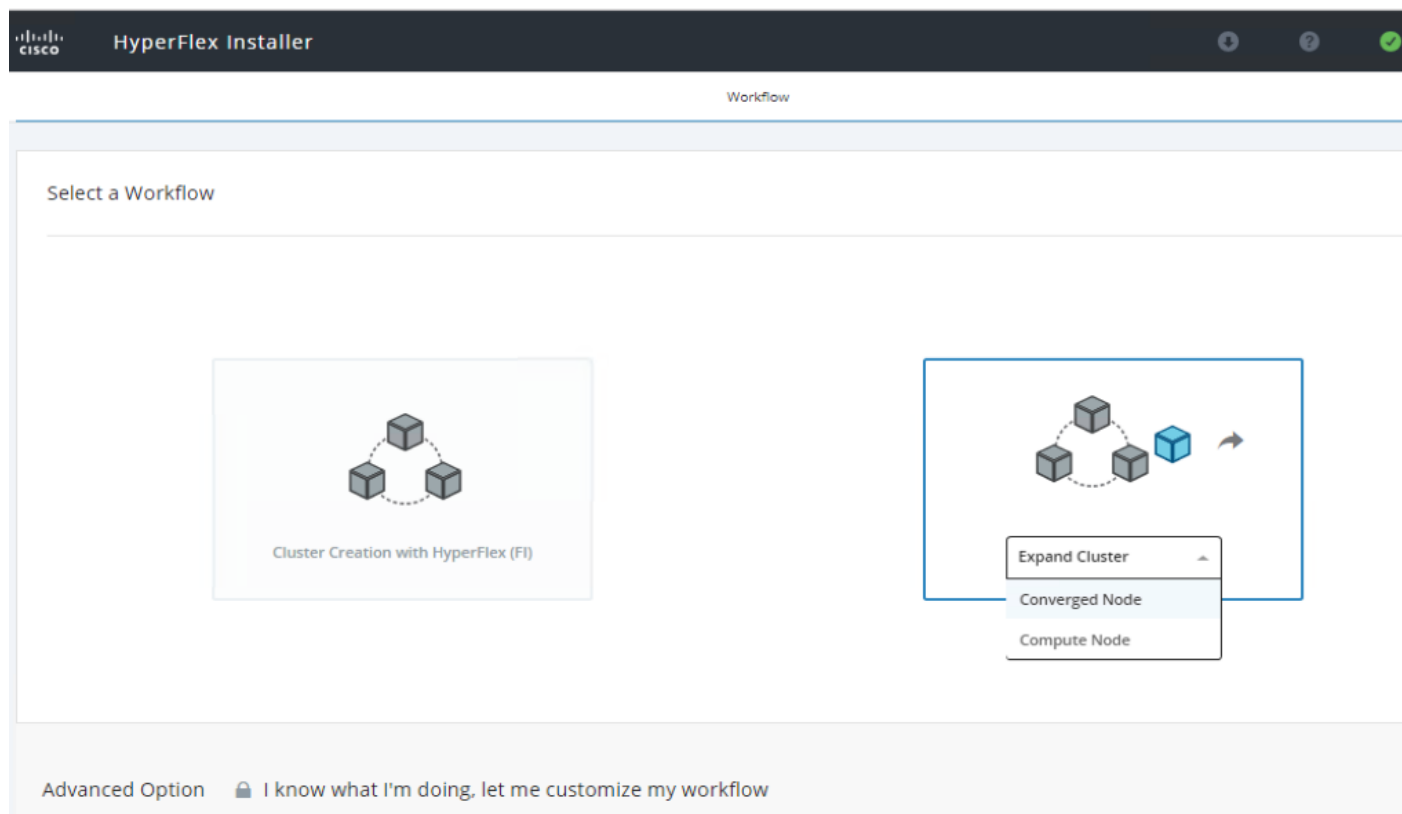 cisco HyperFlex Installer
Workflow
Select a Workflow
Cluster Creation with HyperFlex (FI)
Expand Cluster
Converged Node
Compute Node
Advanced Option I know what I'm doing, let me customize my workflow